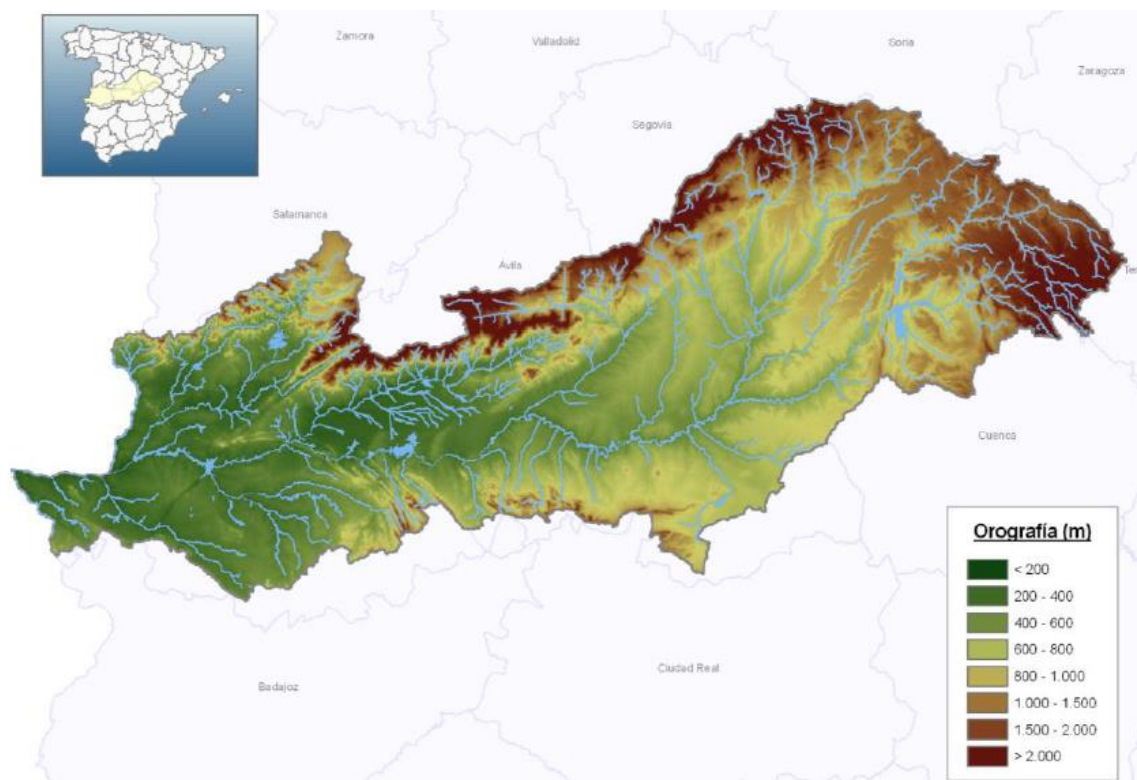 Zamora
Valladolid
Soria
Zaragoza
Segovia
Salamanca
Ávila
Te
Cuenca
Badajoz
Ciudad Real
Orografía (m)
< 200
200 - 400
400 - 600
600 - 800
800 - 1.000
1.000 - 1.500
1.500 - 2.000
> 2.000